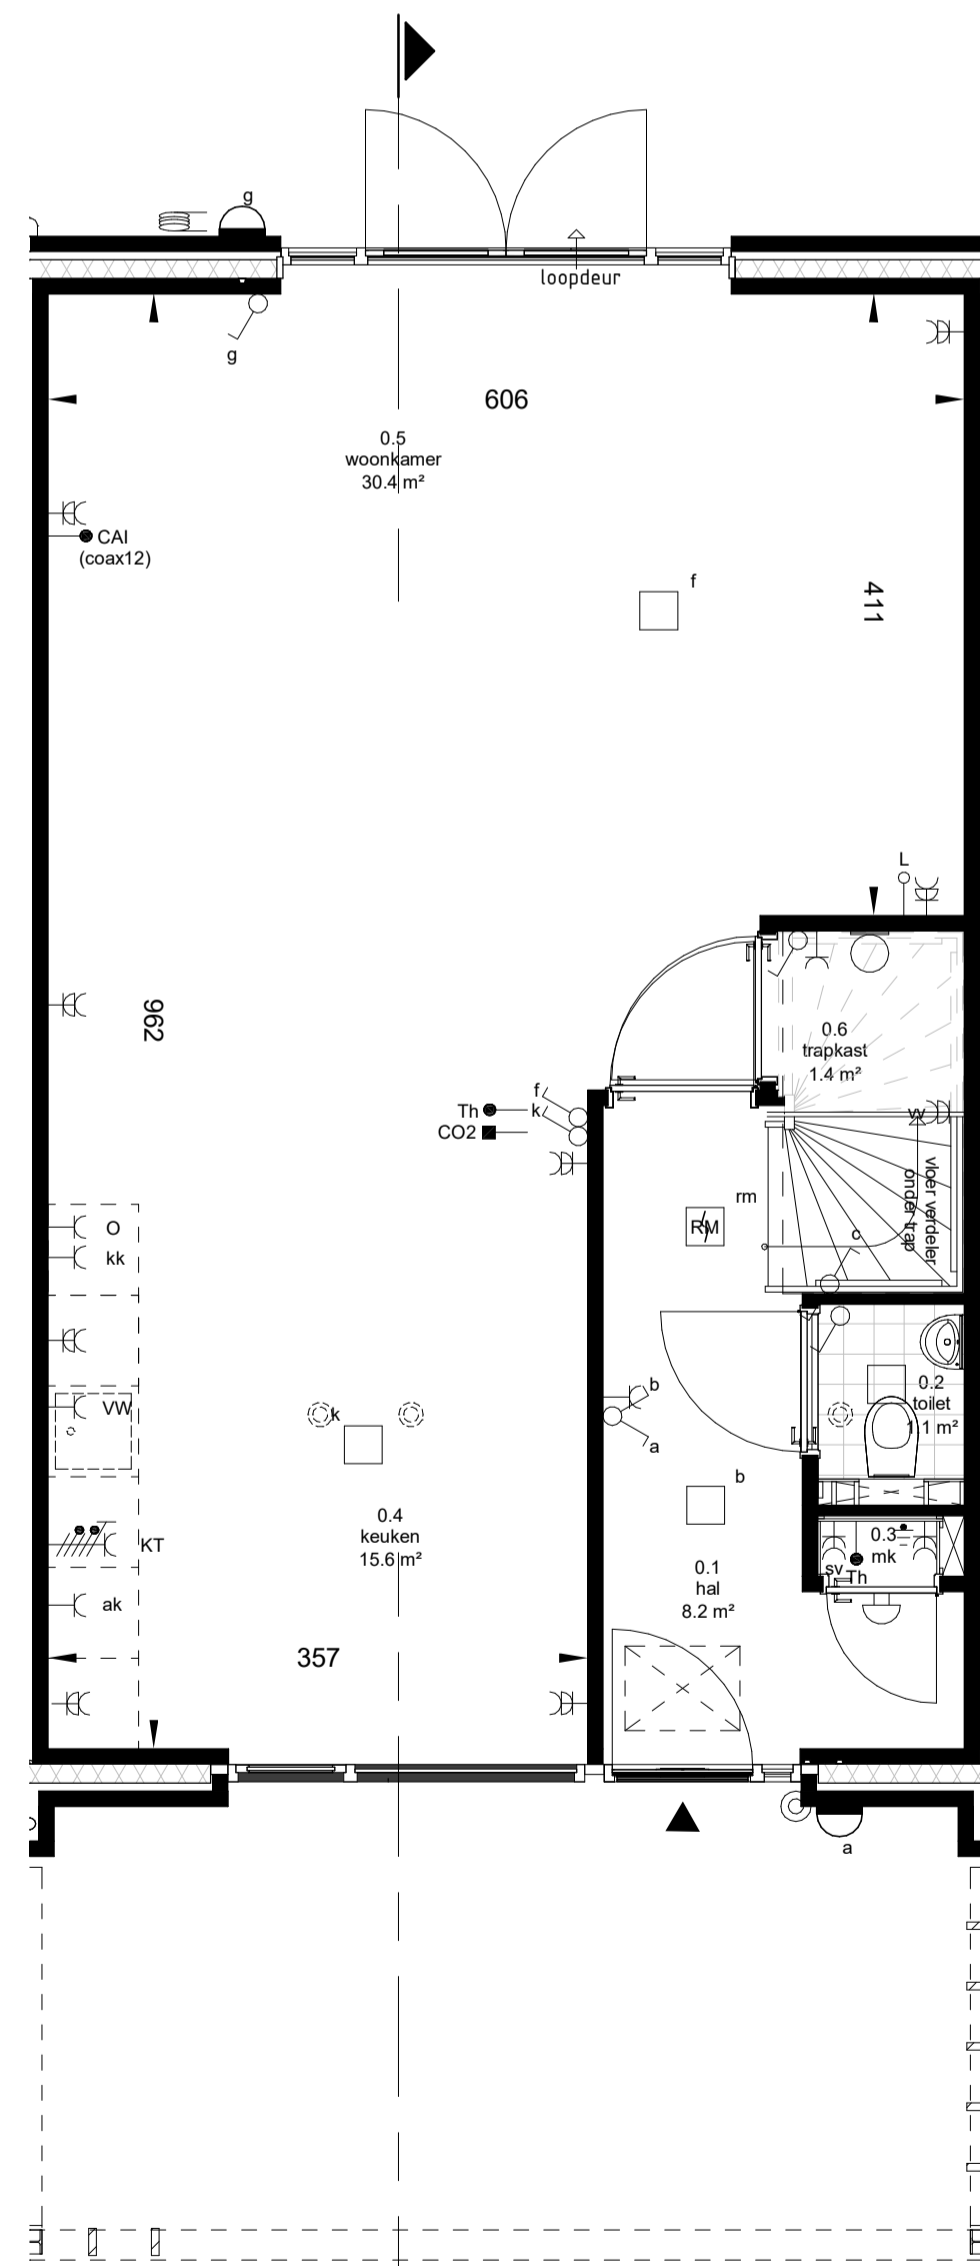 g
loopdeur
g
606
0.5
woonkamer
30.4 m²
CAI
(coax12)
f
411
L
962
0.6
trapkast
1.4 m²
f
Th
k
CO2
vv
vloer verdeler
onder trap
rm
RM
O
kk
c
b
0.2
toilet
1.1 m²
VW
k
a
b
0.4
keuken
15.6 m²
KT
0.3
mk
sv
Th
0.1
hal
8.2 m²
ak
357
a